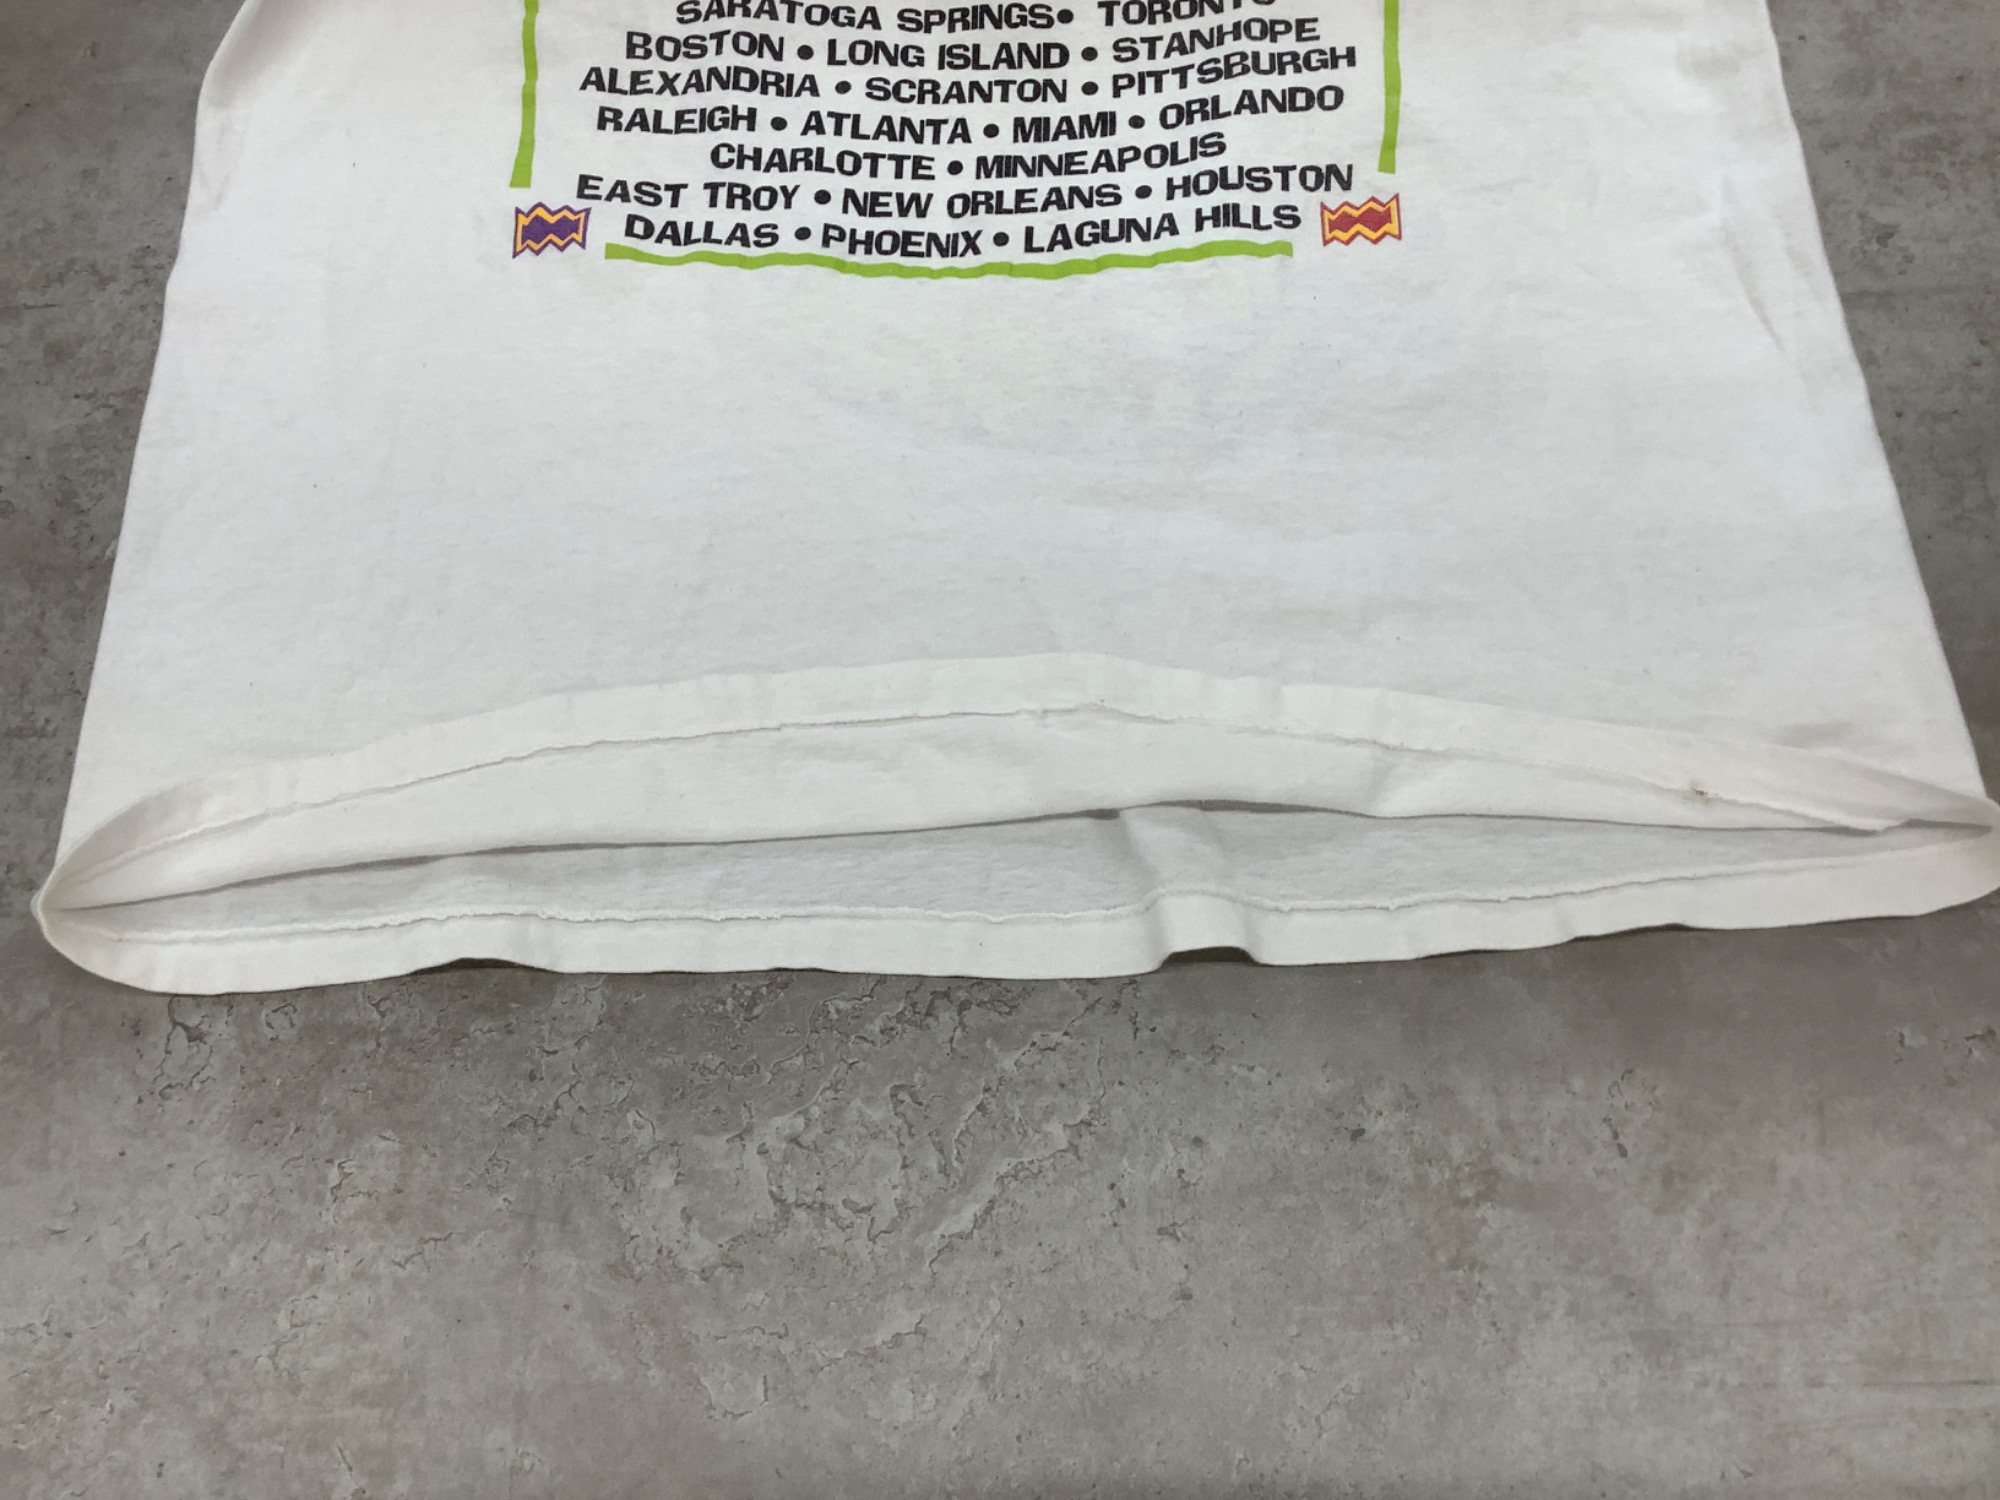 SARATOGA SPRINGS• TORONTO
BOSTON • LONG ISLAND • STANHOPE
ALEXANDRIA • SCRANTON • PITTSBURGH
RALEIGH • ATLANTA • MIAMI • ORLANDO
CHARLOTTE • MINNEAPOLIS
EAST TROY • NEW ORLEANS • HOUSTON
DALLAS • PHOENIX • LAGUNA HILLS